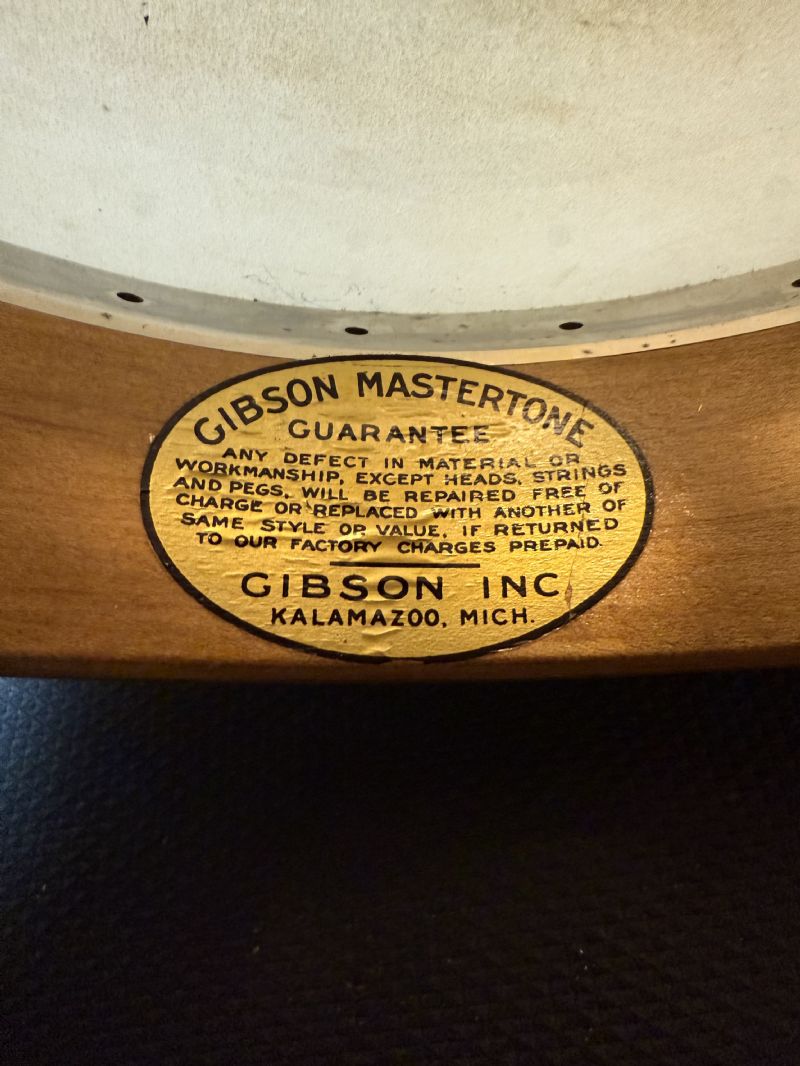 GIBSON MASTERTONE
GUARANTEE
ANY DEFECT IN MATERIAL OR
WORKMANSHIP, EXCEPT HEADS, STRINGS
AND PEGS, WILL BE REPAIRED FREE OF
CHARGE OR REPLACED WITH ANOTHER OF
SAME STYLE OR VALUE, IF RETURNED
TO OUR FACTORY CHARGES PREPAID.
GIBSON INC
KALAMAZOO, MICH.